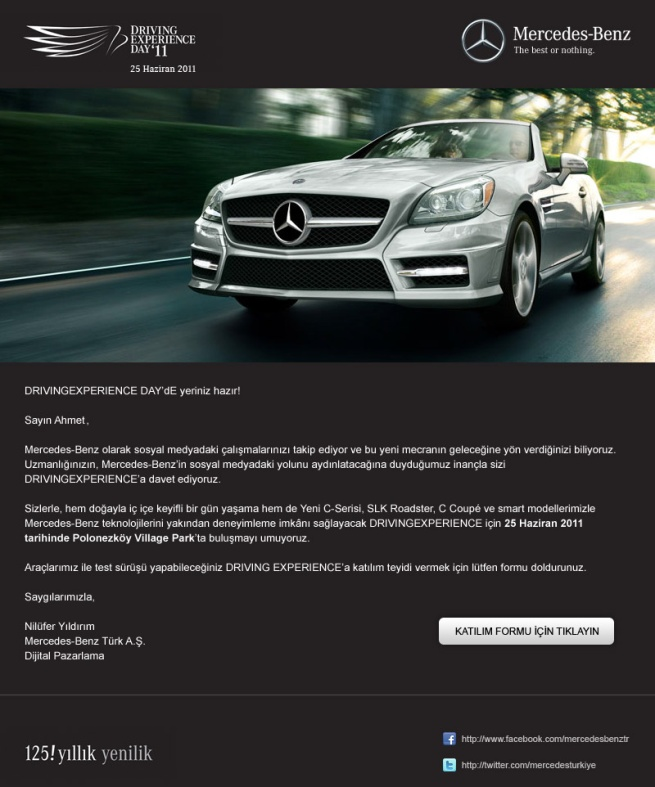 DRIVING
EXPERIENCE
DAY'11
25 Haziran 2011
Mercedes-Benz
The best or nothing.
DRIVINGEXPERIENCE DAY'dE yeriniz hazır!
Sayın Ahmet,
Mercedes-Benz olarak sosyal medyadaki çalışmalarınızı takip ediyor ve bu yeni mecranın geleceğine yön verdiğinizi biliyoruz.
Uzmanlığınızın, Mercedes-Benz'in sosyal medyadaki yolunu aydınlatacağına duyduğumuz inançla sizi
DRIVINGEXPERIENCE'a davet ediyoruz.
Sizlerle, hem doğayla iç içe keyifli bir gün yaşama hem de Yeni C-Serisi, SLK Roadster, C Coupé ve smart modellerimizle
Mercedes-Benz teknolojilerini yakından deneyimleme imkânı sağlayacak DRIVINGEXPERIENCE için 25 Haziran 2011
tarihinde Polonezköy Village Park'ta buluşmayı umuyoruz.
Araçlarımız ile test sürüşü yapabileceğiniz DRIVING EXPERIENCE'a katılım teyidi vermek için lütfen formu doldurunuz.
Saygılarımızla,
Nilüfer Yıldırım
Mercedes-Benz Türk A.Ş.
Dijital Pazarlama
KATILIM FORMU İÇİN TIKLAYIN
125! yıllık yenilik
http://www.facebook.com/mercedesbenztr
http://twitter.com/mercedesturkiye